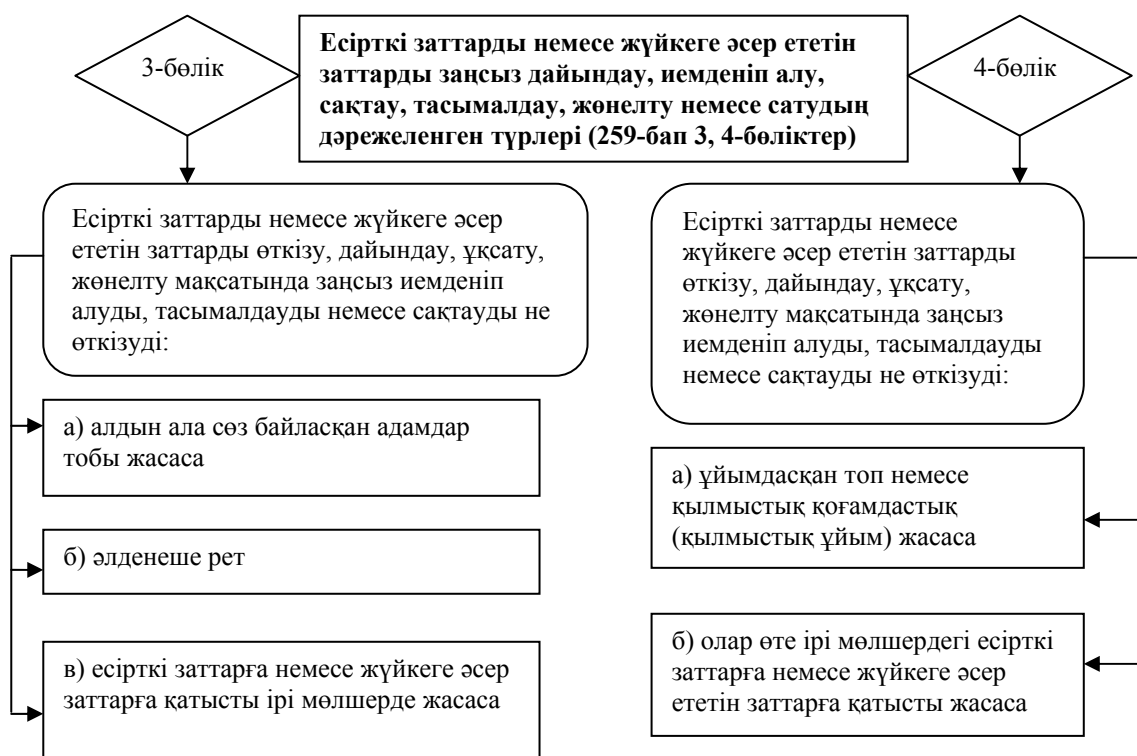 3-бөлік
Есірткі заттарды немесе жүйкеге әсер ететін
заттарды заңсыз дайындау, иемденіп алу,
сақтау, тасымалдау, жөнелту немесе сатудың
дәрежеленген түрлері (259-бап 3, 4-бөліктер)
4-бөлік
Есірткі заттарды немесе жүйкеге әсер
ететін заттарды өткізу, дайындау, ұқсату,
жөнелту мақсатында заңсыз иемденіп
алуды, тасымалдауды немесе сақтауды не
өткізуді:
а) алдын ала сөз байласқан адамдар
тобы жасаса
б) әлденеше рет
в) есірткі заттарға немесе жүйкеге әсер
заттарға қатысты ірі мөлшерде жасаса
Есірткі заттарды немесе
жүйкеге әсер ететін заттарды
өткізу, дайындау, ұқсату,
жөнелту мақсатында заңсыз
иемденіп алуды, тасымалдауды
немесе сақтауды не өткізуді:
а) ұйымдасқан топ немесе
қылмыстық қоғамдастық
(қылмыстық ұйым) жасаса
б) олар өте ірі мөлшердегі есірткі
заттарға немесе жүйкеге әсер
ететін заттарға қатысты жасаса